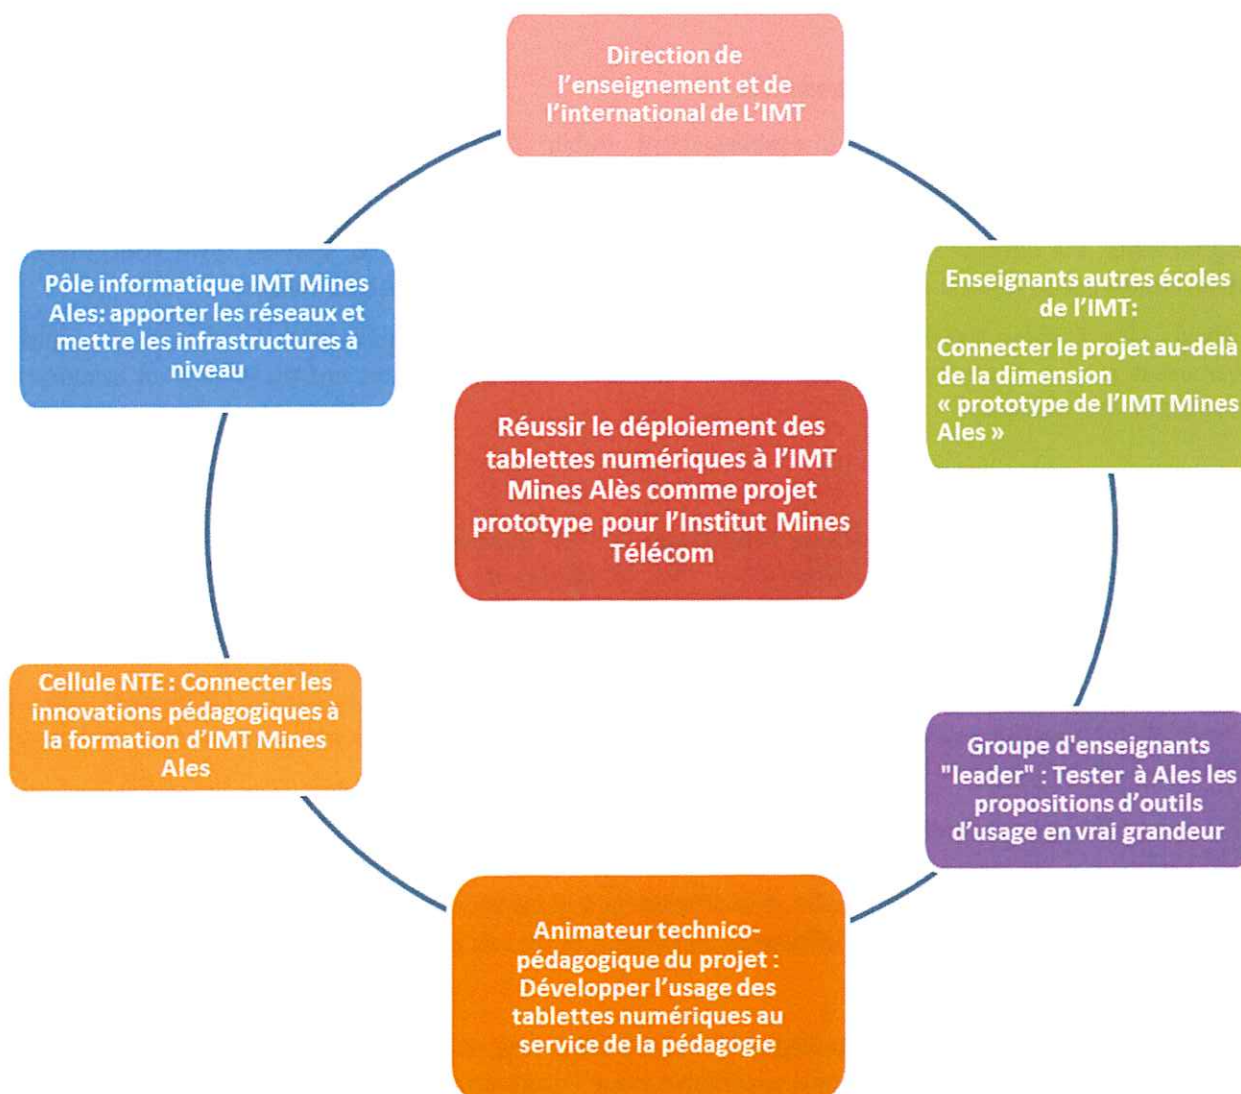 Direction de
l'enseignement et de
l'international de L'IMT
Pôle informatique IMT Mines
Ales: apporter les réseaux et
mettre les infrastructures à
niveau
Enseignants autres écoles
de l'IMT:
Connecter le projet au-delà
de la dimension
« prototype de l'IMT Mines
Ales »
Réussir le déploiement des
tablettes numériques à l'IMT
Mines Alès comme projet
prototype pour l'Institut Mines
Télécom
Cellule NTE : Connecter les
innovations pédagogiques à
la formation d'IMT Mines
Ales
Groupe d'enseignants
"leader" : Tester à Ales les
propositions d'outils
d'usage en vrai grandeur
Animateur technico-
pédagogique du projet :
Développer l'usage des
tablettes numériques au
service de la pédagogie